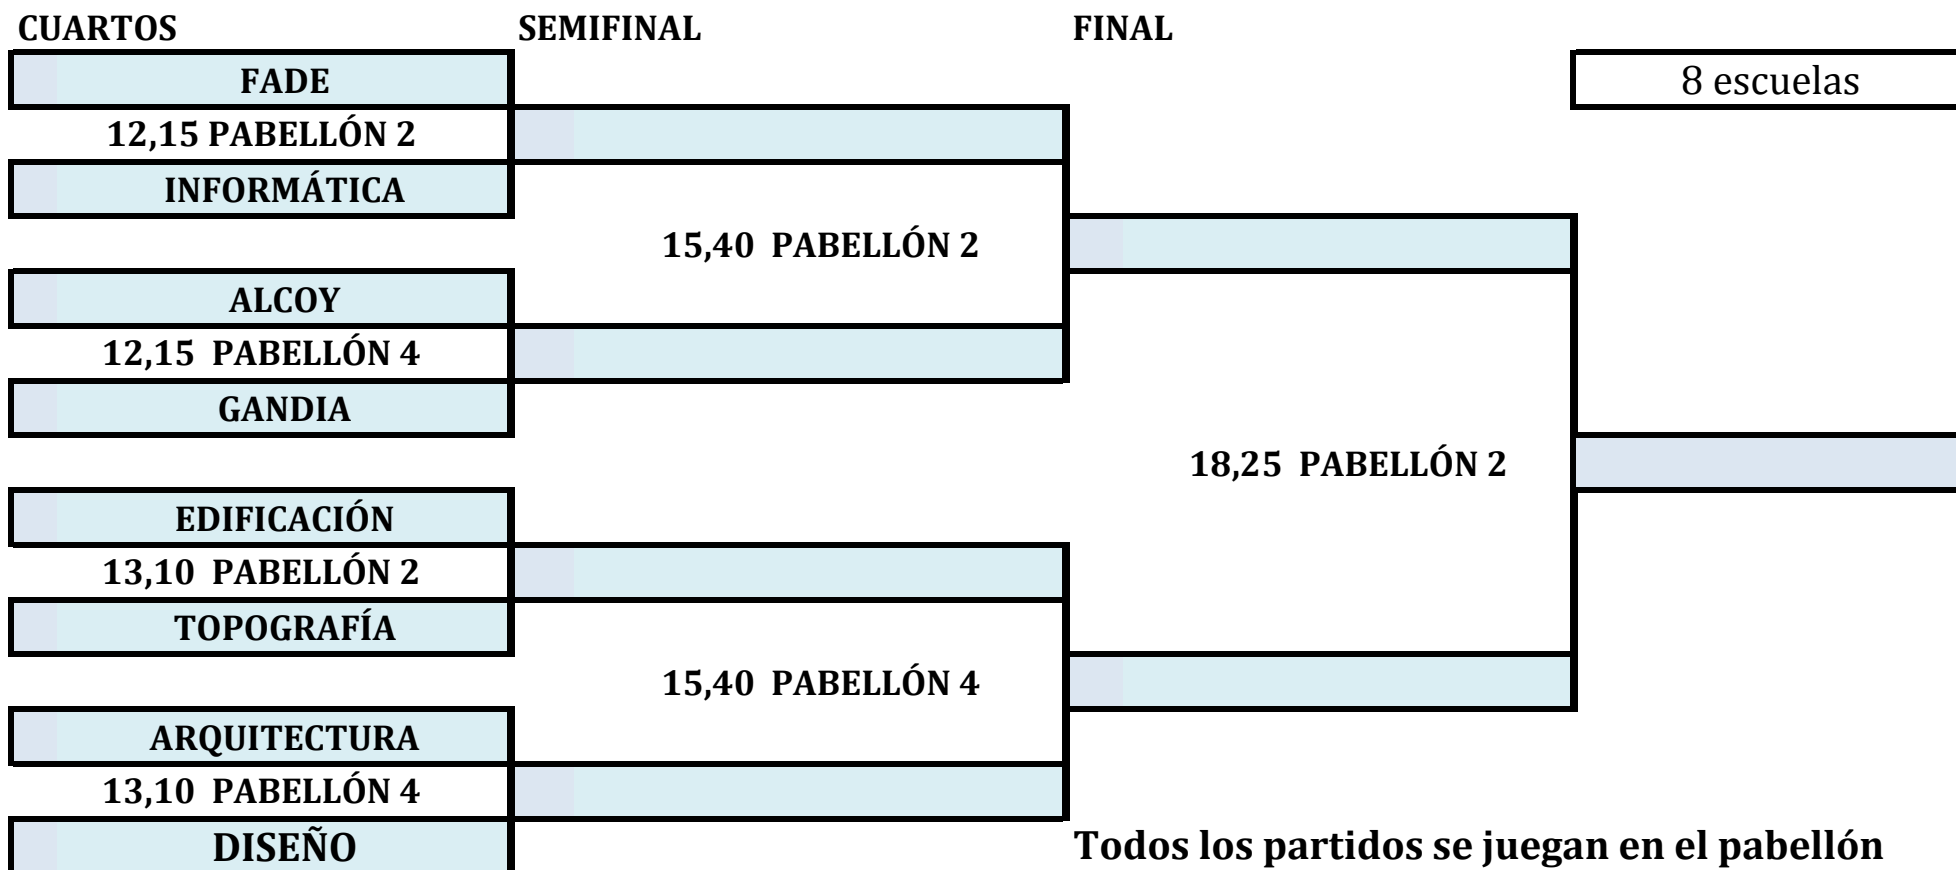 CUARTOS SEMIFINAL FINAL
FADE
8 escuelas
12,15 PABELLÓN 2
INFORMÁTICA
15,40 PABELLÓN 2
ALCOY
12,15 PABELLÓN 4
GANDIA
18,25 PABELLÓN 2
EDIFICACIÓN
13,10 PABELLÓN 2
TOPOGRAFÍA
15,40 PABELLÓN 4
ARQUITECTURA
13,10 PABELLÓN 4
DISEÑO
Todos los partidos se juegan en el pabellón